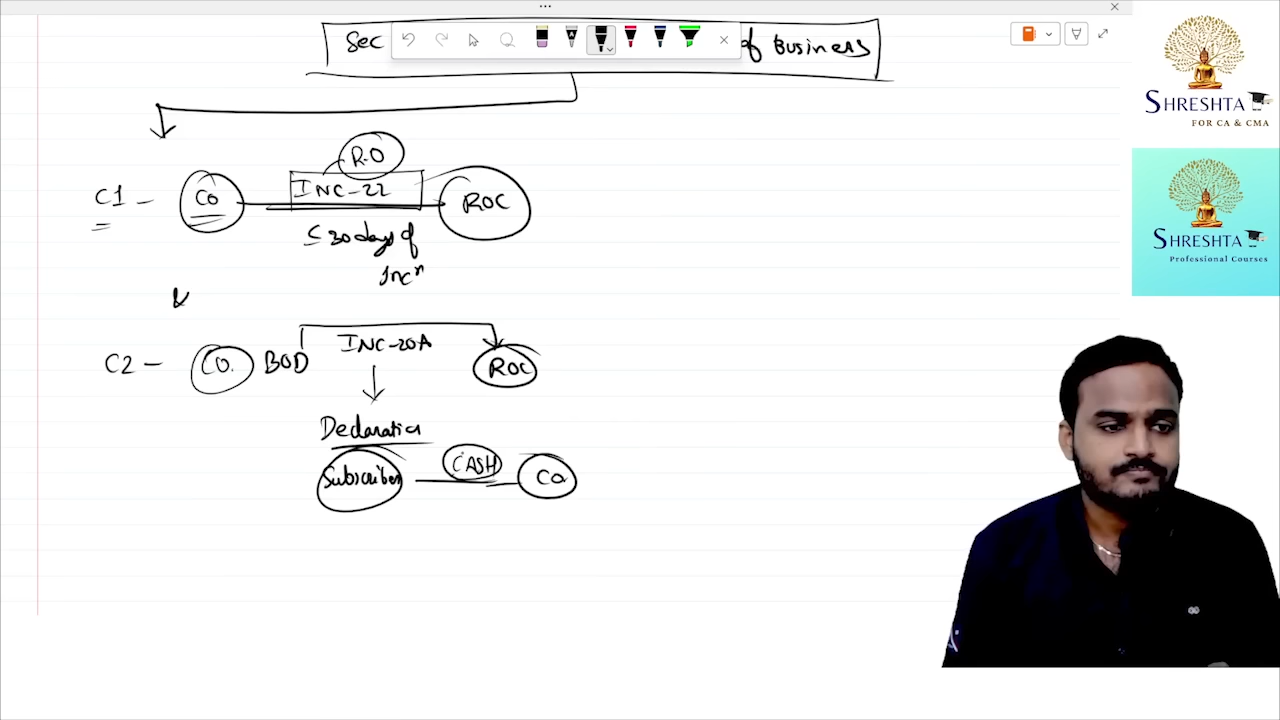 Sec of Business
R.O
C1 - Co INC-22 ROC
≤ 30 days of
Incⁿ
&
C2 - Co. BOD INC-20A ROC
Declaration
Subscriber CASH Co
SHRESHTA
FOR CA & CMA
SHRESHTA
Professional Courses